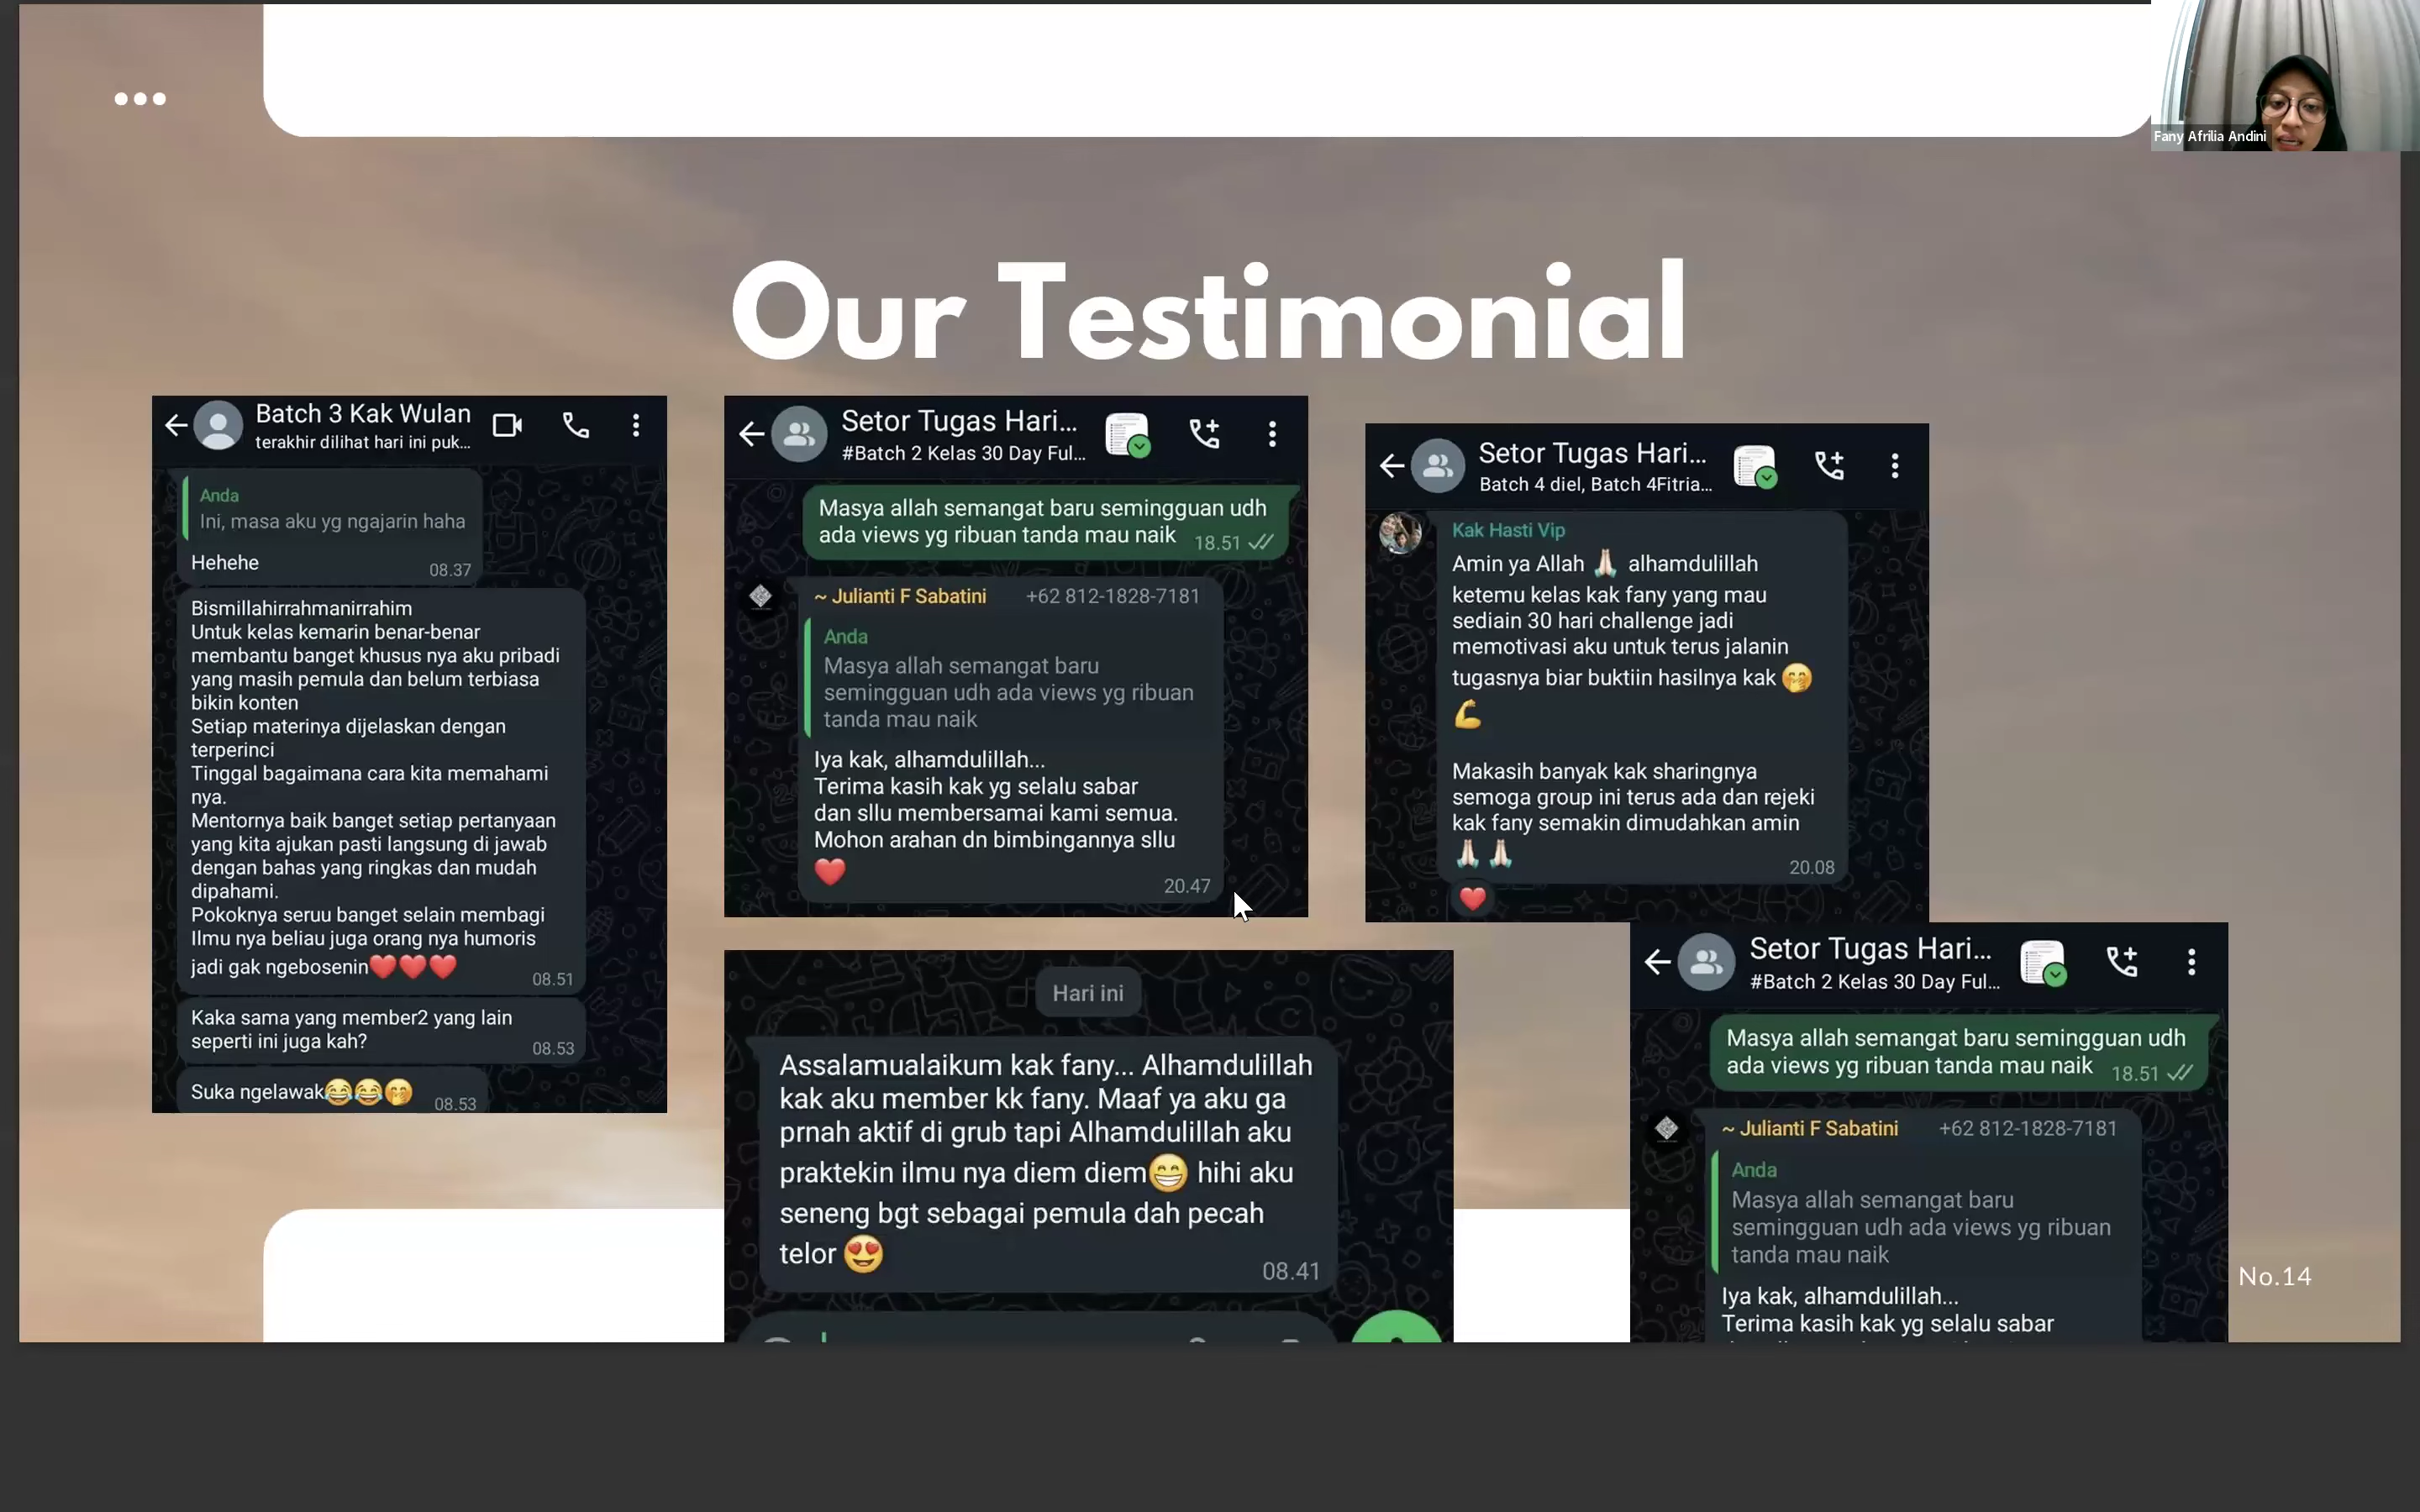 Fany Afrilia Andini
Our Testimonial
Batch 3 Kak Wulan
terakhir dilihat hari ini puk...
Anda
Ini, masa aku yg ngajarin haha
Hehehe
08.37
Bismillahirrahmanirrahim
Untuk kelas kemarin benar-benar
membantu banget khusus nya aku pribadi
yang masih pemula dan belum terbiasa
bikin konten
Setiap materinya dijelaskan dengan
terperinci
Tinggal bagaimana cara kita memahami
nya.
Mentornya baik banget setiap pertanyaan
yang kita ajukan pasti langsung di jawab
dengan bahas yang ringkas dan mudah
dipahami.
Pokoknya seruu banget selain membagi
Ilmu nya beliau juga orang nya humoris
jadi gak ngebosenin❤️❤️❤️
08.51
Kaka sama yang member2 yang lain
seperti ini juga kah?
08.53
Suka ngelawak😂😂🤭
08.53
Setor Tugas Hari...
#Batch 2 Kelas 30 Day Ful...
Masya allah semangat baru semingguan udh
ada views yg ribuan tanda mau naik
18.51
~ Julianti F Sabatini +62 812-1828-7181
Anda
Masya allah semangat baru
semingguan udh ada views yg ribuan
tanda mau naik
Iya kak, alhamdulillah...
Terima kasih kak yg selalu sabar
dan sllu membersamai kami semua.
Mohon arahan dn bimbingannya sllu
❤️
20.47
Setor Tugas Hari...
Batch 4 diel, Batch 4Fitria...
Kak Hasti Vip
Amin ya Allah 🙏🏻 alhamdulillah
ketemu kelas kak fany yang mau
sediain 30 hari challenge jadi
memotivasi aku untuk terus jalanin
tugasnya biar buktiin hasilnya kak 🤭
💪
Makasih banyak kak sharingnya
semoga group ini terus ada dan rejeki
kak fany semakin dimudahkan amin
🙏🏻🙏🏻
20.08
❤️
Hari ini
Assalamualaikum kak fany... Alhamdulillah
kak aku member kk fany. Maaf ya aku ga
prnah aktif di grub tapi Alhamdulillah aku
praktekin ilmu nya diem diem😁 hihi aku
seneng bgt sebagai pemula dah pecah
telor 😍
08.41
Setor Tugas Hari...
#Batch 2 Kelas 30 Day Ful...
Masya allah semangat baru semingguan udh
ada views yg ribuan tanda mau naik
18.51
~ Julianti F Sabatini +62 812-1828-7181
Anda
Masya allah semangat baru
semingguan udh ada views yg ribuan
tanda mau naik
Iya kak, alhamdulillah...
Terima kasih kak yg selalu sabar
No.14